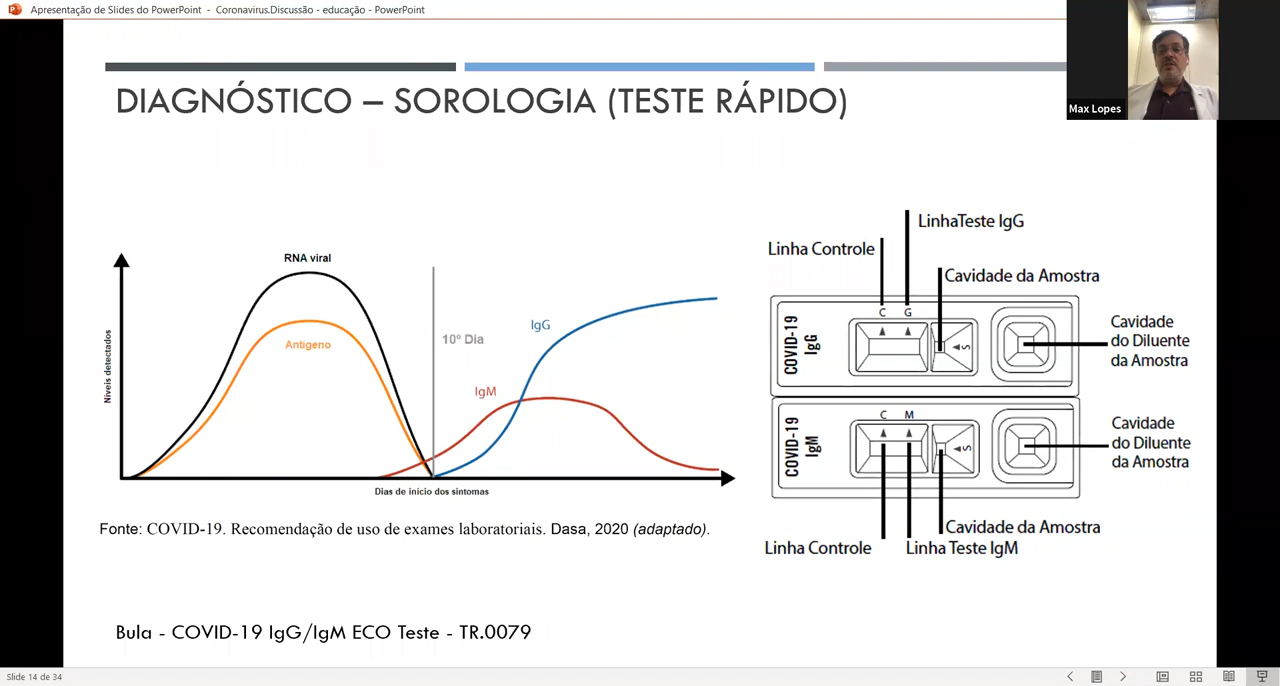 Apresentação de Slides do PowerPoint - Coronavirus.Discussão - educação - PowerPoint
Max Lopes
DIAGNÓSTICO – SOROLOGIA (TESTE RÁPIDO)
RNA viral
Antígeno
Níveis detectados
10º Dia
IgG
IgM
Dias de início dos sintomas
Fonte: COVID-19. Recomendação de uso de exames laboratoriais. Dasa, 2020 (adaptado).
LinhaTeste IgG
Linha Controle
Cavidade da Amostra
C G
COVID-19
IgG
S
Cavidade
do Diluente
da Amostra
C M
COVID-19
IgM
S
Cavidade
do Diluente
da Amostra
Cavidade da Amostra
Linha Controle
Linha Teste IgM
Bula - COVID-19 IgG/IgM ECO Teste - TR.0079
Slide 14 de 34